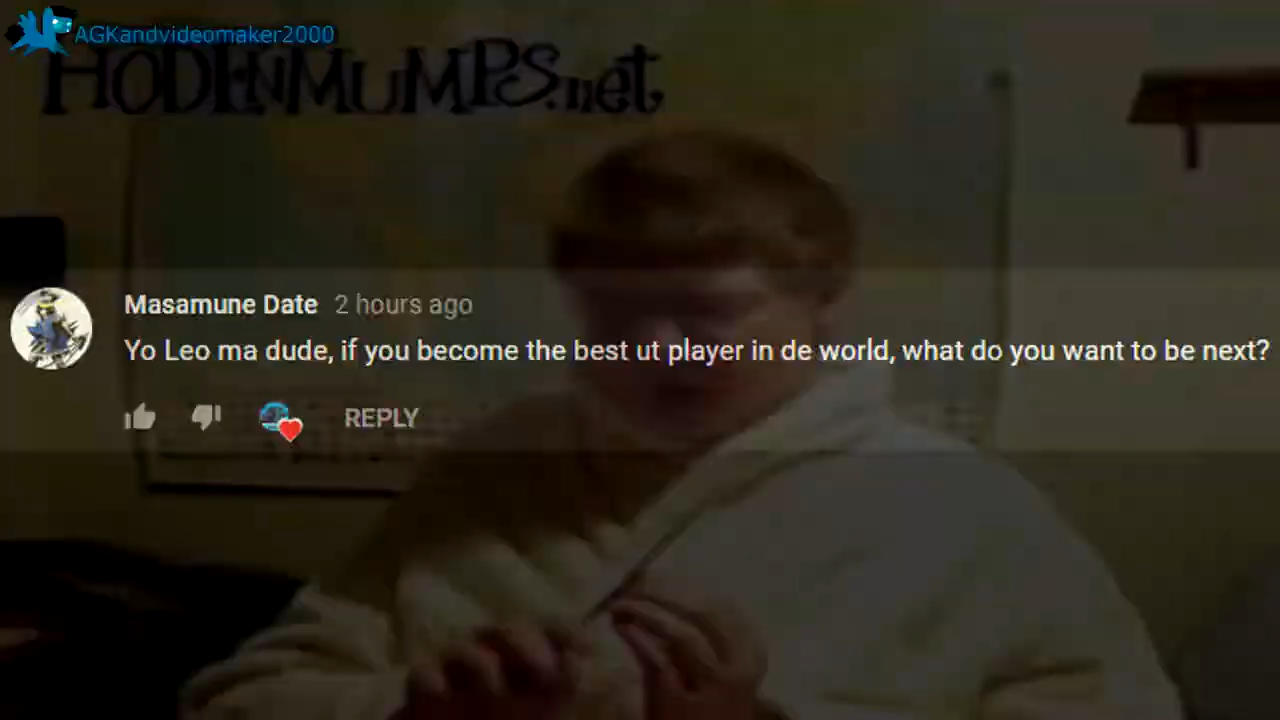 AGKandvideomaker2000
HODENMUMPS.net
Masamune Date 2 hours ago
Yo Leo ma dude, if you become the best ut player in de world, what do you want to be next?
REPLY